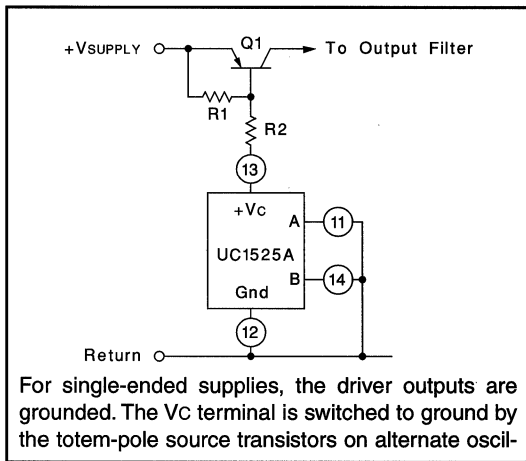 +VSUPPLY
Q1
To Output Filter
R1
R2
13
+VC
A
11
UC1525A
B
14
Gnd
12
Return
For single-ended supplies, the driver outputs are
grounded. The VC terminal is switched to ground by
the totem-pole source transistors on alternate oscil-